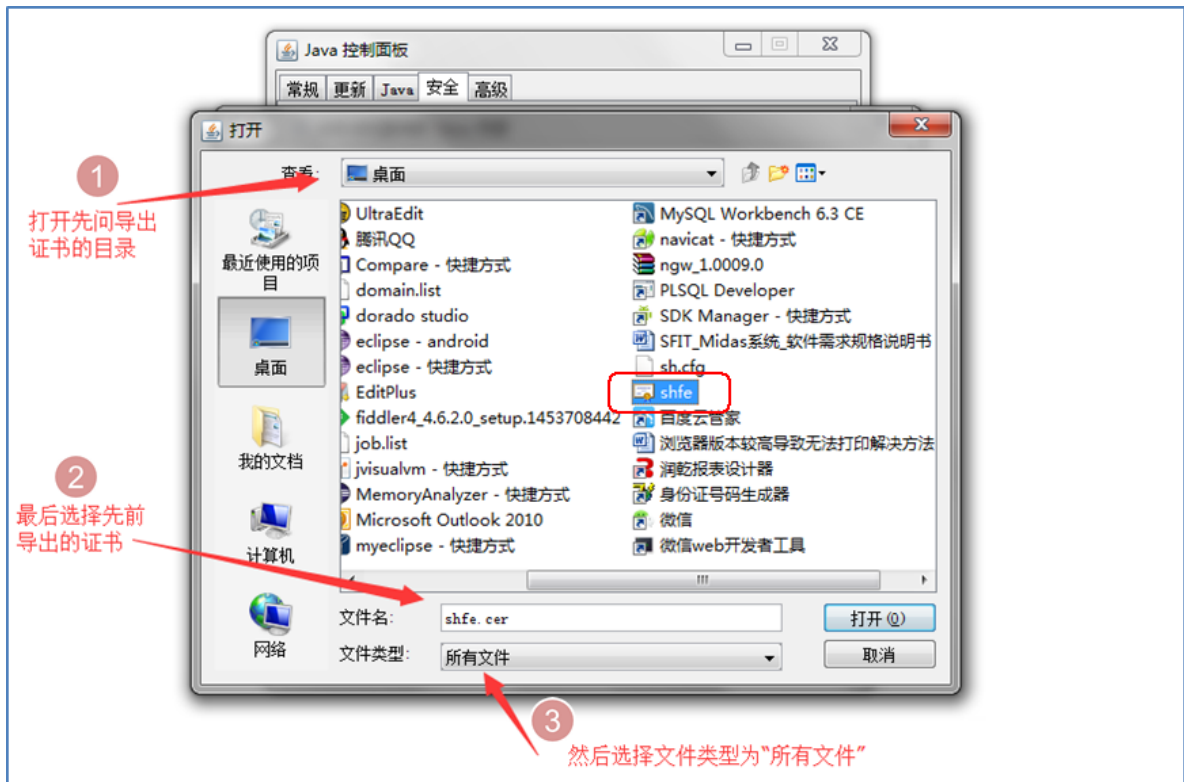 Java 控制面板
常规 更新 Java 安全 高级
打开
1
打开先问导出
证书的目录
查看:
桌面
最近使用的项
目
桌面
我的文档
计算机
网络
UltraEdit
腾讯QQ
Compare - 快捷方式
domain.list
dorado studio
eclipse - android
eclipse - 快捷方式
EditPlus
fiddler4_4.6.2.0_setup.1453708442
job.list
jvisualvm - 快捷方式
MemoryAnalyzer - 快捷方式
Microsoft Outlook 2010
myeclipse - 快捷方式
MySQL Workbench 6.3 CE
navicat - 快捷方式
ngw_1.0009.0
PLSQL Developer
SDK Manager - 快捷方式
SFIT_Midas系统_软件需求规格说明书
sh.cfg
shfe
百度云管家
浏览器版本较高导致无法打印解决方法
润乾报表设计器
身份证号码生成器
微信
微信web开发者工具
2
最后选择先前
导出的证书
文件名:
shfe.cer
打开(O)
文件类型:
所有文件
取消
3
然后选择文件类型为“所有文件”